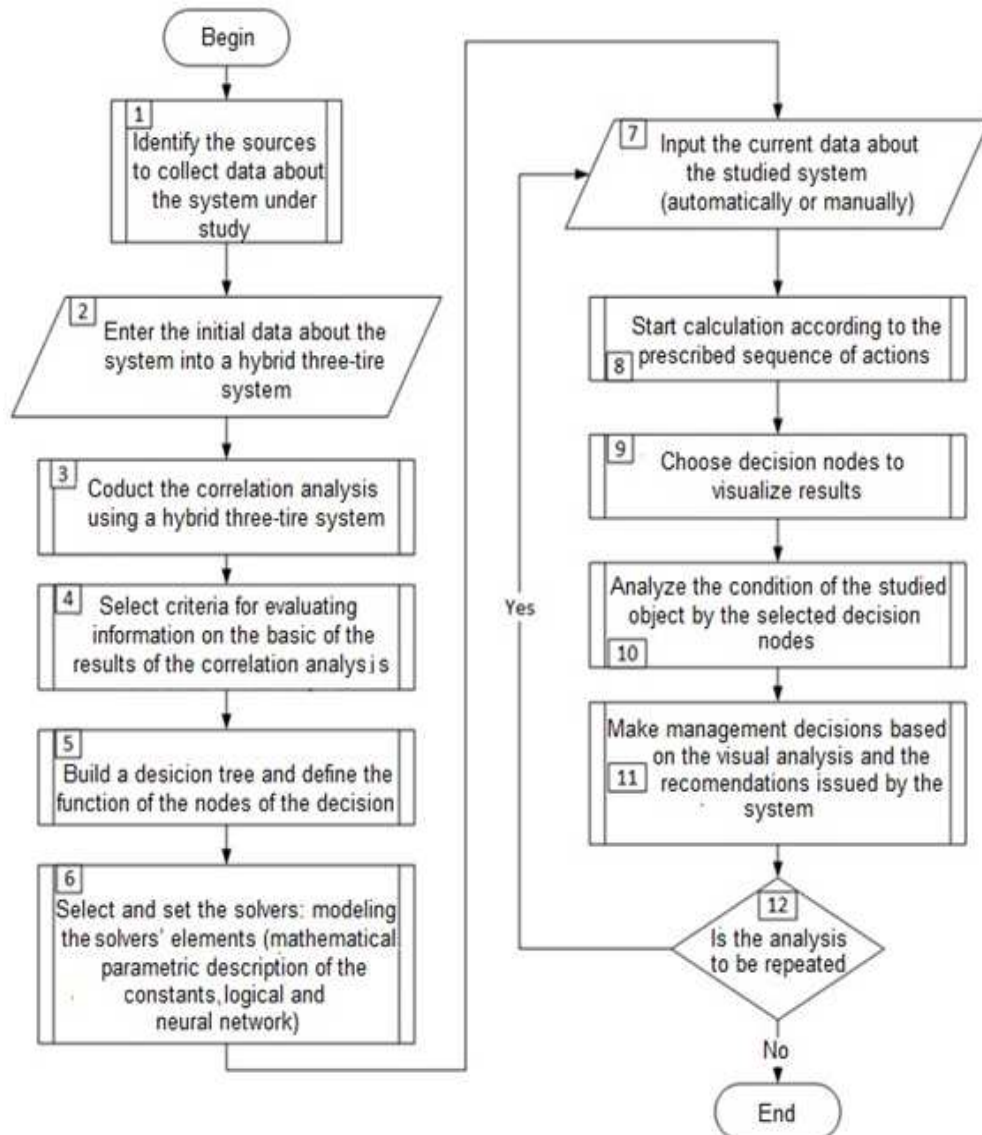 Begin
1
Identify the sources
to collect data about
the system under
study
2
Enter the initial data about the
system into a hybrid three-tire
system
3
Coduct the correlation analysis
using a hybrid three-tire system
4
Select criteria for evaluating
information on the basic of the
results of the correlation analysis
5
Build a desicion tree and define the
function of the nodes of the decision
6
Select and set the solvers: modeling
the solvers' elements (mathematical
parametric description of the
constants,logical and
neural network)
7
Input the current data about
the studied system
(automatically or manually)
Start calculation according to the
prescribed sequence of actions
8
9
Choose decision nodes to
visualize results
Analyze the condition of the studied
object by the selected decision
nodes
10
Make management decisions based
on the visual analysis and the
11
recomendations issued by the
system
12
Is the analysis
to be repeated
Yes
No
End